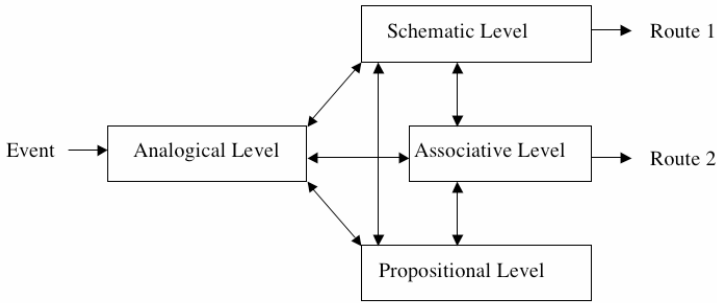 Schematic Level
Route 1
Event
Analogical Level
Associative Level
Route 2
Propositional Level